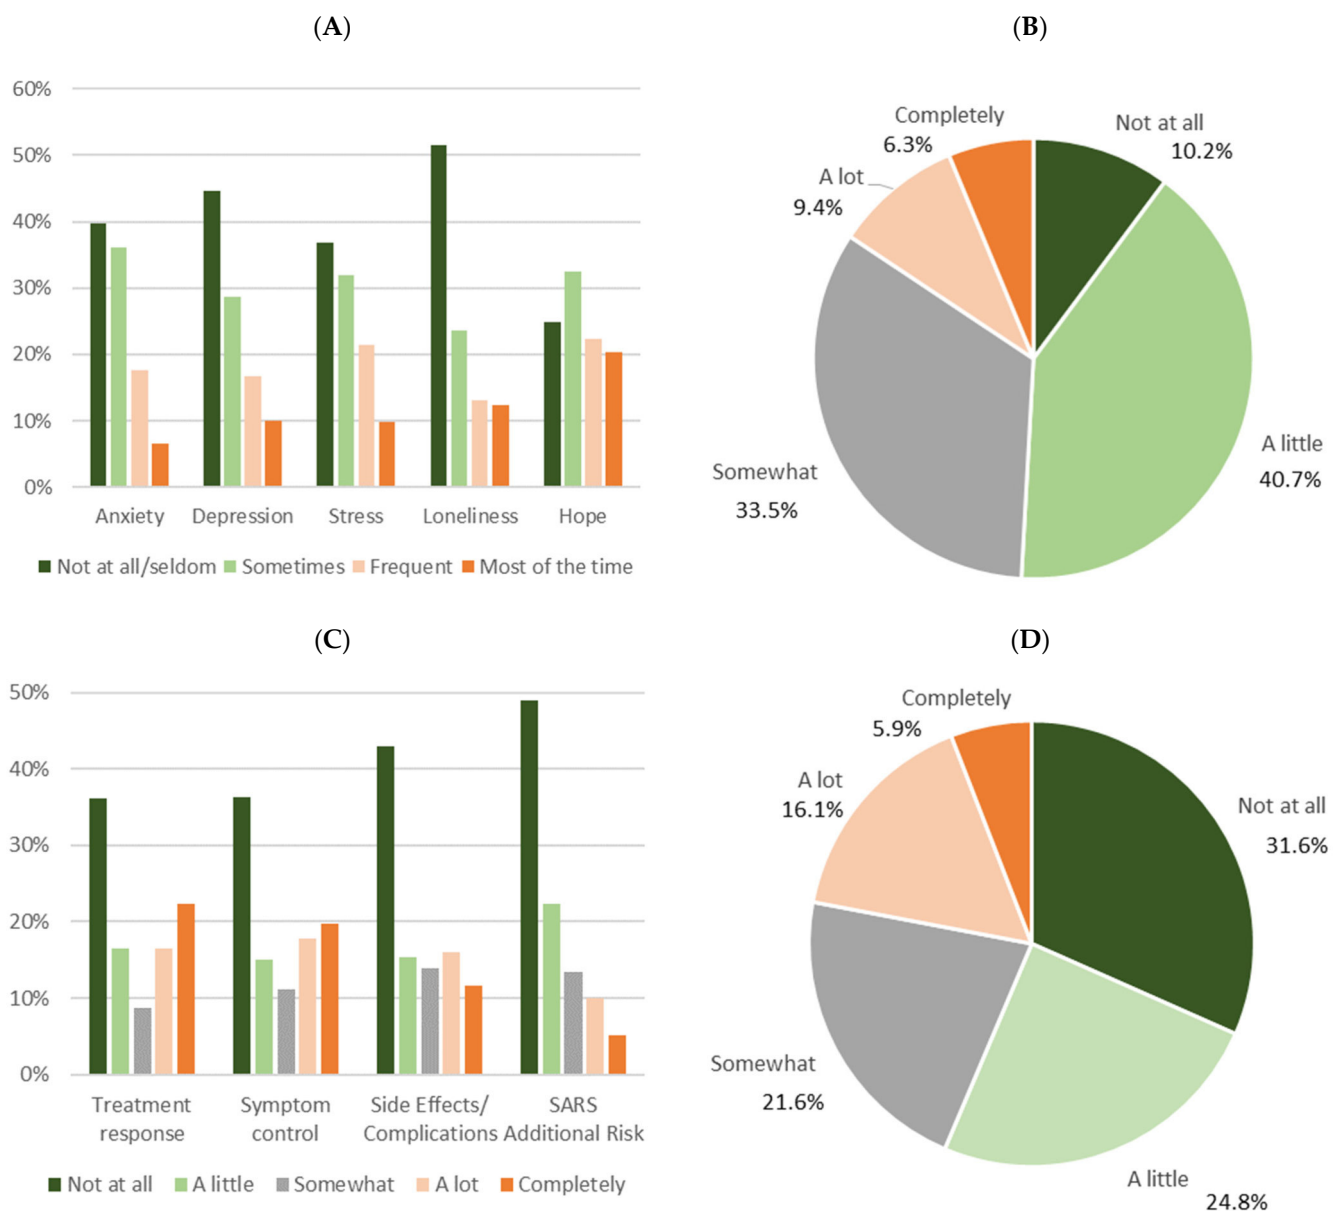 (A)
60%
50%
40%
30%
20%
10%
0%
Anxiety Depression Stress Loneliness Hope
Not at all/seldom Sometimes Frequent Most of the time
(B)
Completely
6.3%
Not at all
10.2%
A lot
9.4%
A little
40.7%
Somewhat
33.5%
(C)
50%
40%
30%
20%
10%
0%
Treatment Symptom Side Effects/ SARS
response control Complications Additional Risk
Not at all A little Somewhat A lot Completely
(D)
Completely
5.9%
A lot
16.1%
Not at all
31.6%
Somewhat
21.6%
A little
24.8%